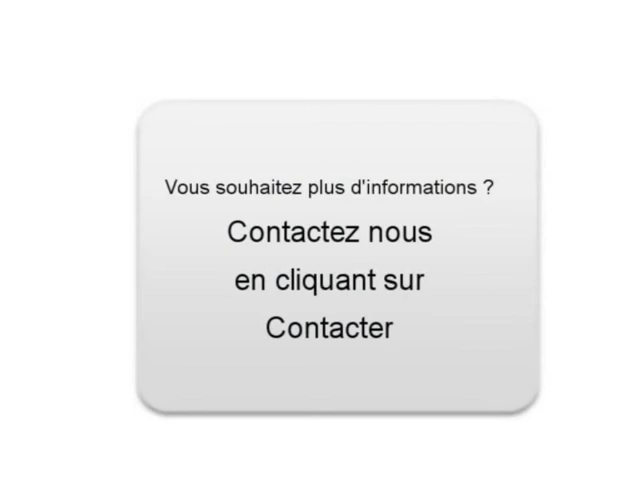 Vous souhaitez plus d'informations ?
Contactez nous
en cliquant sur
Contacter